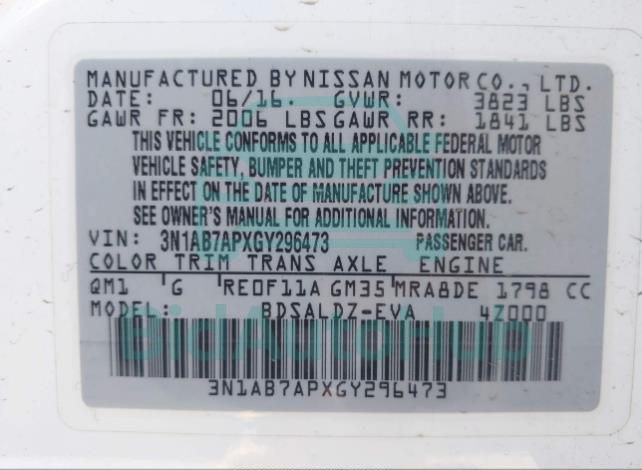 MANUFACTURED BY NISSAN MOTOR CO., LTD.
DATE: 06/16. GVWR: 3823 LBS
GAWR FR: 2006 LBS GAWR RR: 1841 LBS
THIS VEHICLE CONFORMS TO ALL APPLICABLE FEDERAL MOTOR
VEHICLE SAFETY, BUMPER AND THEFT PREVENTION STANDARDS
IN EFFECT ON THE DATE OF MANUFACTURE SHOWN ABOVE.
SEE OWNER'S MANUAL FOR ADDITIONAL INFORMATION.
VIN: 3N1AB7APXGY296473 PASSENGER CAR.
COLOR TRIM TRANS AXLE ENGINE
QM1 G RE0F11A GM35 MRA8DE 1798 CC
MODEL: BDSALDZ-EVA 4Z000
BidAutoHub
3N1AB7APXGY296473